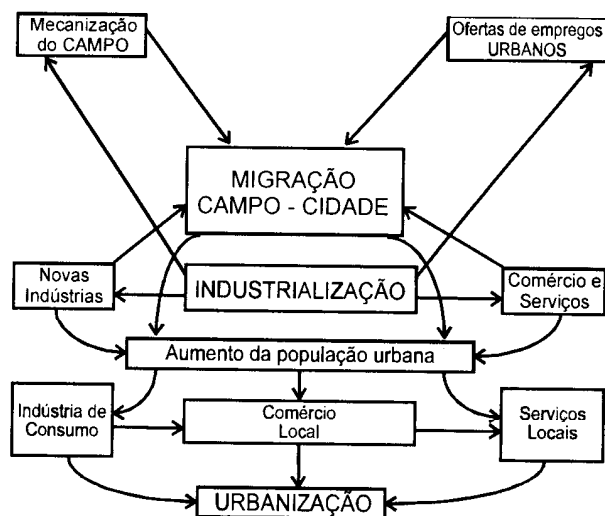 Mecanização
do CAMPO
Ofertas de empregos
URBANOS
MIGRAÇÃO
CAMPO - CIDADE
Novas
Indústrias
INDUSTRIALIZAÇÃO
Comércio e
Serviços
Aumento da população urbana
Indústria de
Consumo
Comércio
Local
Serviços
Locais
URBANIZAÇÃO